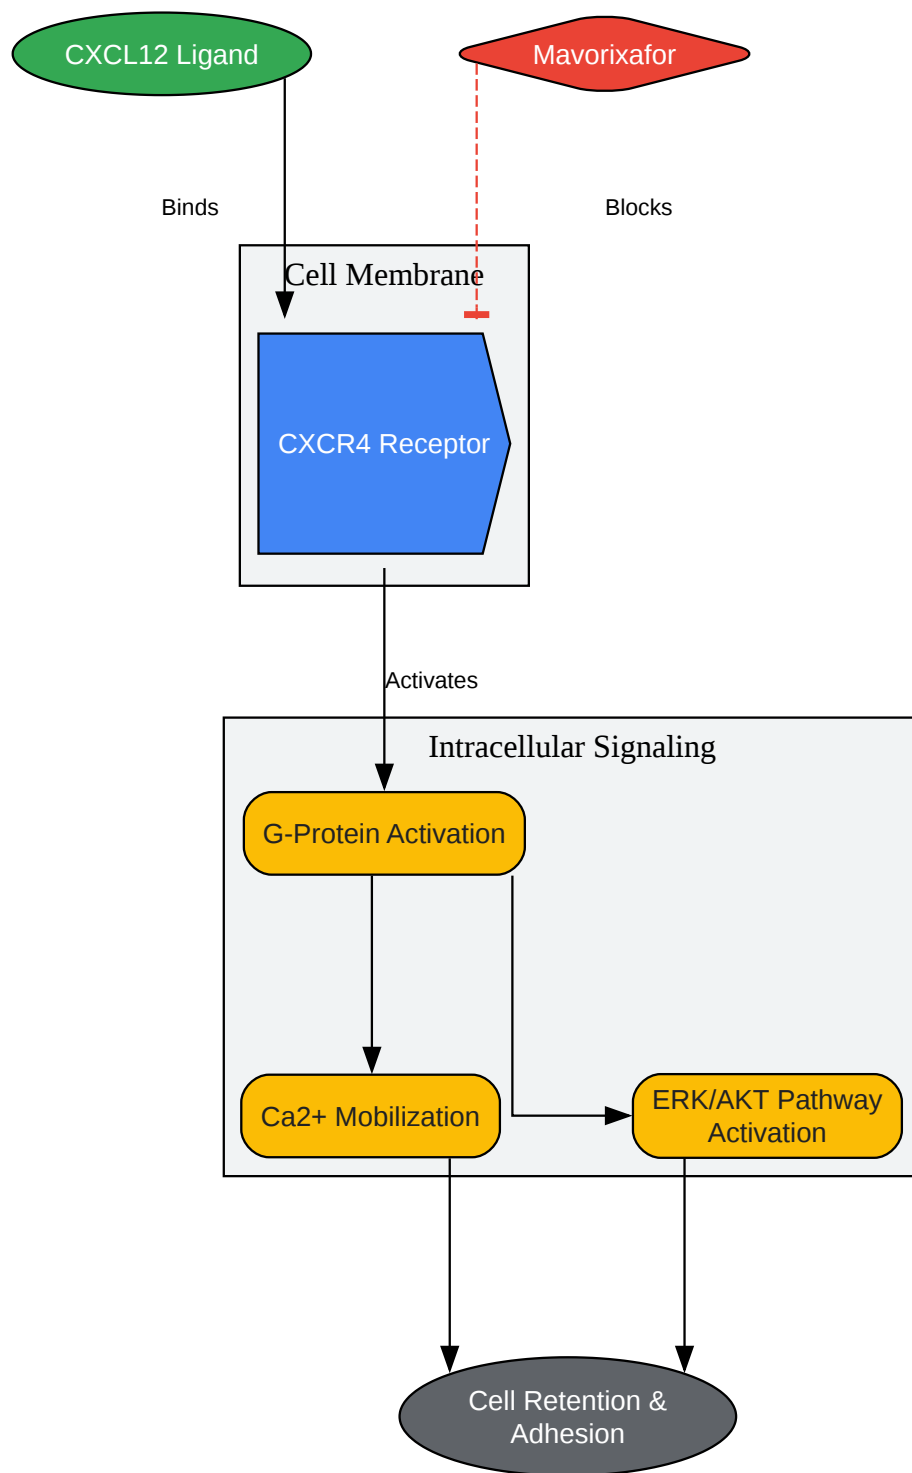 CXCL12 Ligand
Mavorixafor
Binds
Blocks
Cell Membrane
CXCR4 Receptor
Activates
Intracellular Signaling
G-Protein Activation
Ca2+ Mobilization
ERK/AKT Pathway
Activation
Cell Retention &
Adhesion